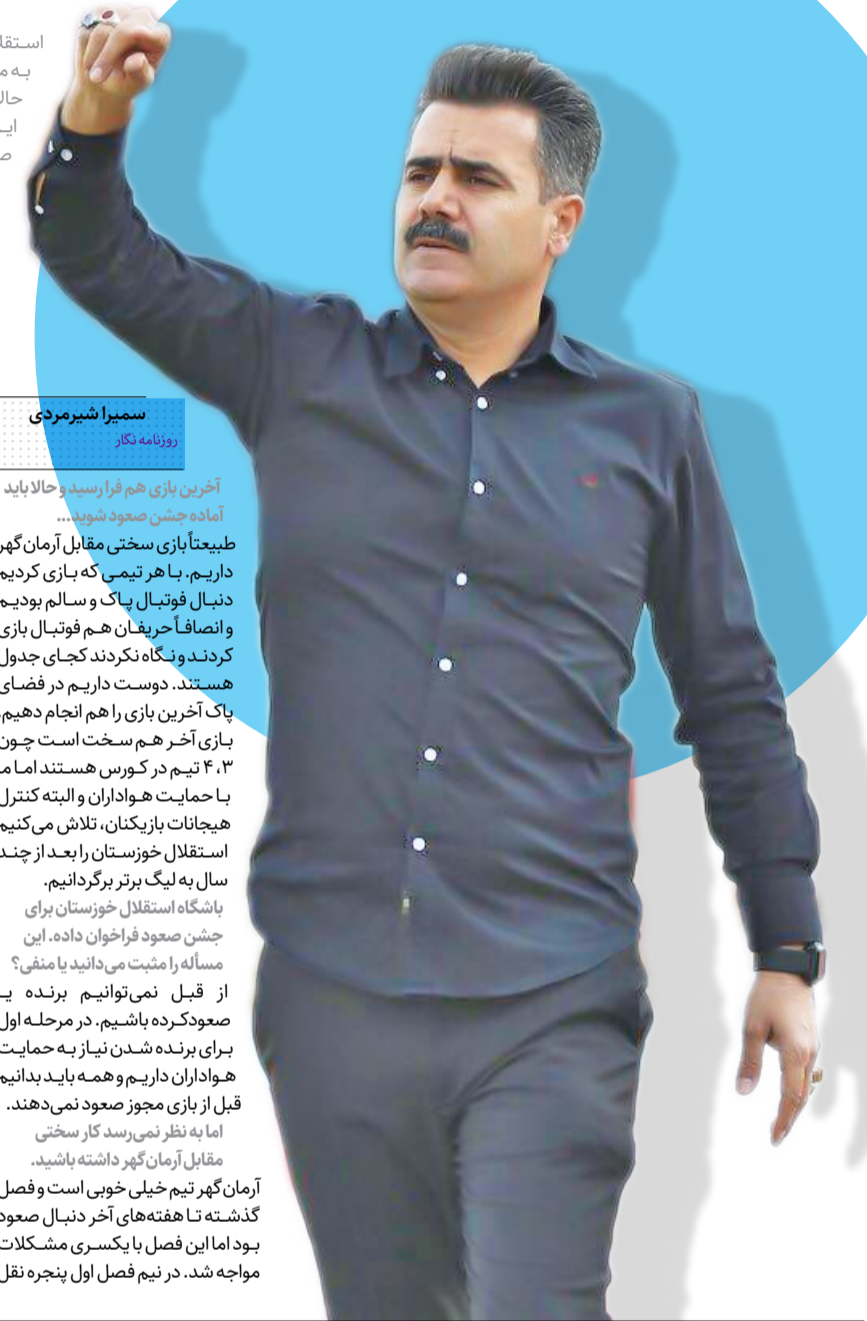 سمیرا شیرمردی
روزنامه نگار
آخرین بازی هم فرا رسید و حالا باید
آماده جشن صعود شوید...
طبیعتاً بازی سختی مقابل آرمان گهر
داریم. با هر تیمی که بازی کردیم
دنبال فوتبال پاک و سالم بودیم
و انصافاً حریفان هم فوتبال بازی
کردند و نگاه نکردند کجای جدول
هستند. دوست داریم در فضای
پاک آخرین بازی را هم انجام دهیم.
بازی آخر هم سخت است چون
۳، ۴ تیم در کورس هستند اما ما
با حمایت هواداران و البته کنترل
هیجانات بازیکنان، تلاش می‌کنیم
استقلال خوزستان را بعد از چند
سال به لیگ برتر برگردانیم.
باشگاه استقلال خوزستان برای
جشن صعود فراخوان داده. این
مسأله را مثبت می‌دانید یا منفی؟
از قبل نمی‌توانیم برنده یا
صعودکرده باشیم. در مرحله اول
برای برنده شدن نیاز به حمایت
هواداران داریم و همه باید بدانیم
قبل از بازی مجوز صعود نمی‌دهند.
اما به نظر نمی‌رسد کار سختی
مقابل آرمان گهر داشته باشید.
آرمان گهر تیم خیلی خوبی است و فصل
گذشته تا هفته‌های آخر دنبال صعود
بود اما این فصل با یکسری مشکلات
مواجه شد. در نیم فصل اول پنجره نقل